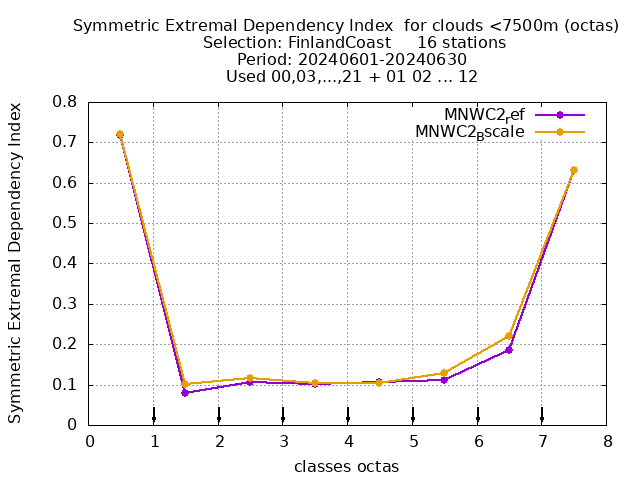 Symmetric Extremal Dependency Index  for clouds <7500m (octas)
Selection: FinlandCoast     16 stations
Period: 20240601-20240630
Used 00,03,...,21 + 01 02 ... 12
Symmetric Extremal Dependency Index
0.8
0.7
0.6
0.5
0.4
0.3
0.2
0.1
0
MNWC2ref
MNWC2Bscale
0 1 2 3 4 5 6 7 8
classes octas